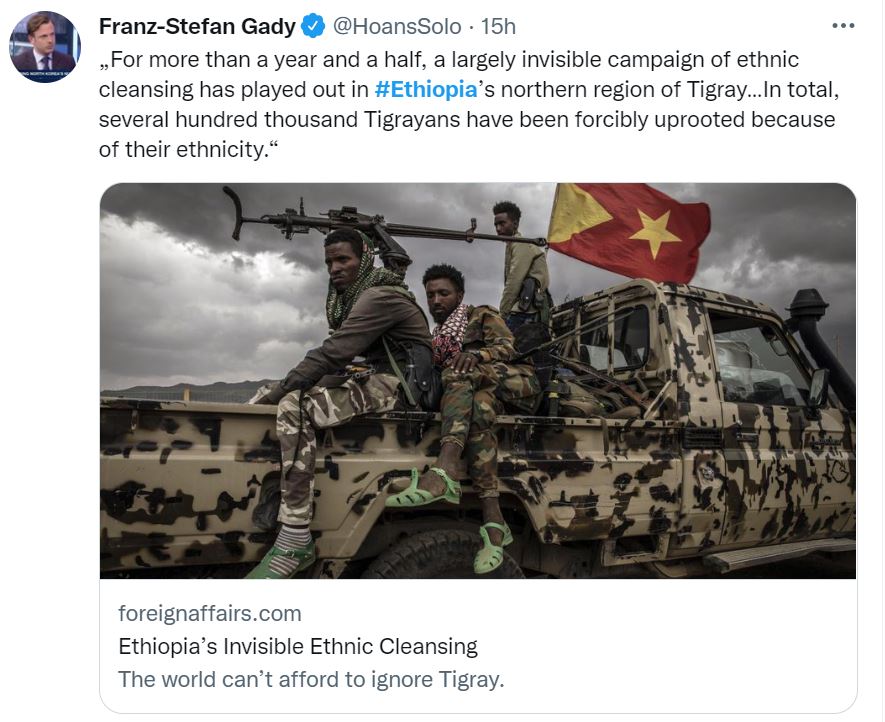 Franz-Stefan Gady @HoansSolo · 15h
„For more than a year and a half, a largely invisible campaign of ethnic
cleansing has played out in #Ethiopia’s northern region of Tigray...In total,
several hundred thousand Tigrayans have been forcibly uprooted because
of their ethnicity.“
foreignaffairs.com
Ethiopia’s Invisible Ethnic Cleansing
The world can’t afford to ignore Tigray.